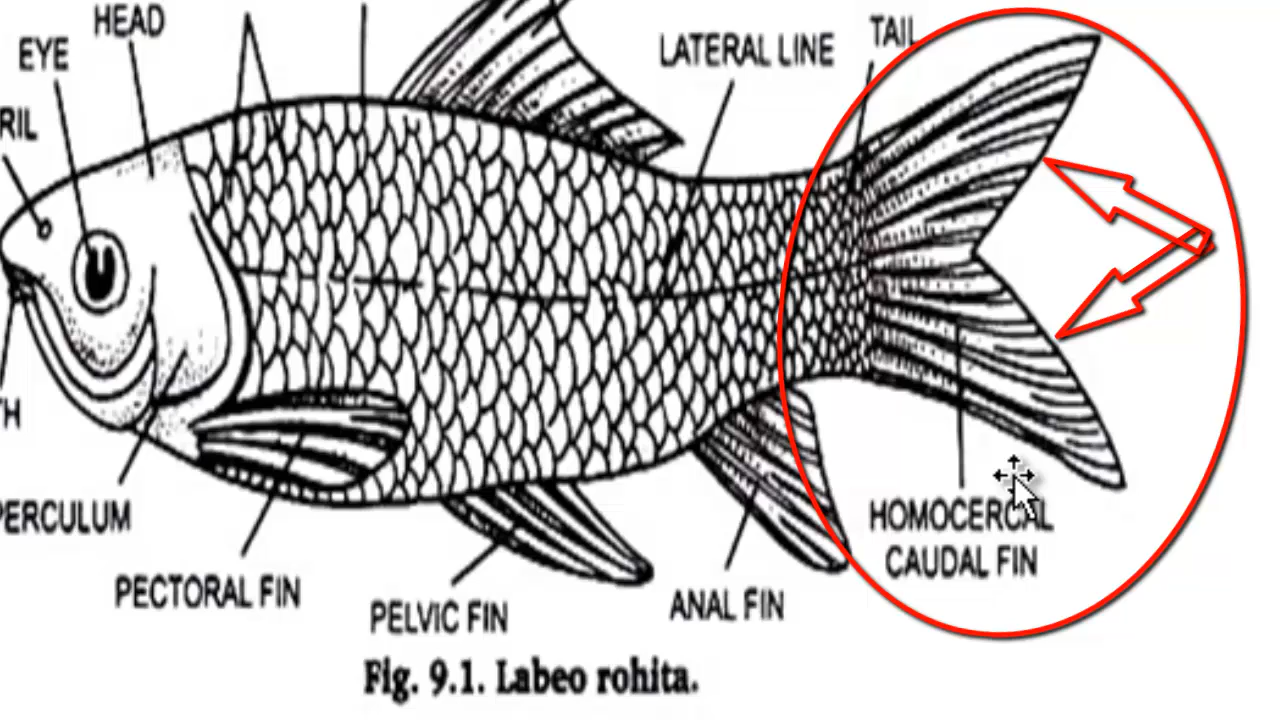 HEAD
TAIL
EYE
LATERAL LINE
RIL
TH
PERCULUM
HOMOCERCAL
CAUDAL FIN
PECTORAL FIN
PELVIC FIN
ANAL FIN
Fig. 9.1. Labeo rohita.